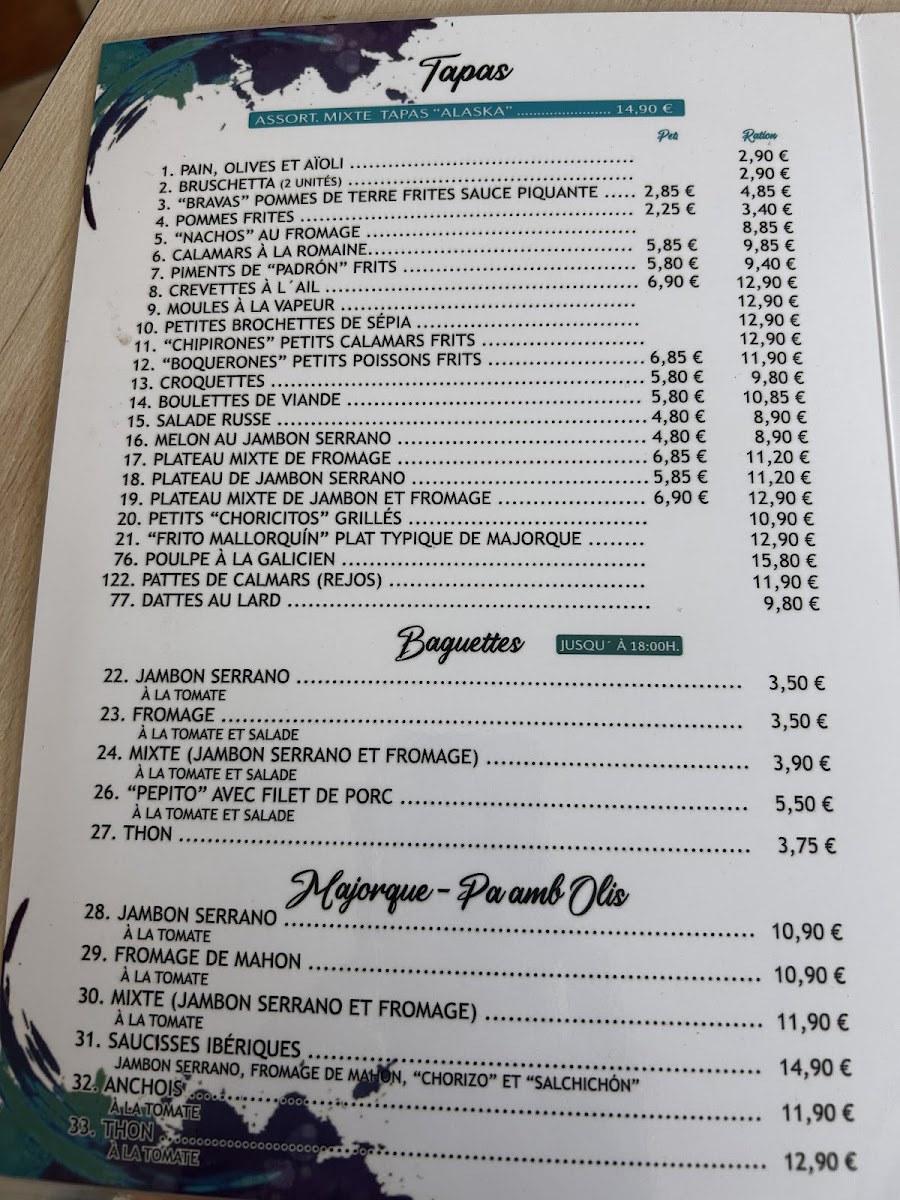 Tapas
ASSORT. MIXTE TAPAS "ALASKA" ........................ 14,90 €
Pet. Ration
1. PAIN, OLIVES ET AÏOLI ........ 2,90 €
2. BRUSCHETTA (2 UNITÉS) ........ 2,90 €
3. "BRAVAS" POMMES DE TERRE FRITES SAUCE PIQUANTE ..... 2,85 € 4,85 €
4. POMMES FRITES ........ 2,25 € 3,40 €
5. "NACHOS" AU FROMAGE ........ 8,85 €
6. CALAMARS À LA ROMAINE........ 5,85 € 9,85 €
7. PIMENTS DE "PADRÓN" FRITS ........ 5,80 € 9,40 €
8. CREVETTES À L´AIL ........ 6,90 € 12,90 €
9. MOULES À LA VAPEUR ........ 12,90 €
10. PETITES BROCHETTES DE SÉPIA ........ 12,90 €
11. "CHIPIRONES" PETITS CALAMARS FRITS ........ 12,90 €
12. "BOQUERONES" PETITS POISSONS FRITS ........ 6,85 € 11,90 €
13. CROQUETTES ........ 5,80 € 9,80 €
14. BOULETTES DE VIANDE ........ 5,80 € 10,85 €
15. SALADE RUSSE ........ 4,80 € 8,90 €
16. MELON AU JAMBON SERRANO ........ 4,80 € 8,90 €
17. PLATEAU MIXTE DE FROMAGE ........ 6,85 € 11,20 €
18. PLATEAU DE JAMBON SERRANO ........ 5,85 € 11,20 €
19. PLATEAU MIXTE DE JAMBON ET FROMAGE ........ 6,90 € 12,90 €
20. PETITS "CHORICITOS" GRILLÉS ........ 10,90 €
21. "FRITO MALLORQUÍN" PLAT TYPIQUE DE MAJORQUE ........ 12,90 €
76. POULPE À LA GALICIEN ........ 15,80 €
122. PATTES DE CALMARS (REJOS) ........ 11,90 €
77. DATTES AU LARD ........ 9,80 €
Baguettes JUSQU´ À 18:00H.
22. JAMBON SERRANO ........ 3,50 €
À LA TOMATE
23. FROMAGE ........ 3,50 €
À LA TOMATE ET SALADE
24. MIXTE (JAMBON SERRANO ET FROMAGE) ........ 3,90 €
À LA TOMATE ET SALADE
26. "PEPITO" AVEC FILET DE PORC ........ 5,50 €
À LA TOMATE ET SALADE
27. THON ........ 3,75 €
Majorque - Pa amb Olis
28. JAMBON SERRANO ........ 10,90 €
À LA TOMATE
29. FROMAGE DE MAHON ........ 10,90 €
À LA TOMATE
30. MIXTE (JAMBON SERRANO ET FROMAGE) ........ 11,90 €
À LA TOMATE
31. SAUCISSES IBÉRIQUES ........ 14,90 €
JAMBON SERRANO, FROMAGE DE MAHON, "CHORIZO" ET "SALCHICHÓN"
32. ANCHOIS ........ 11,90 €
À LA TOMATE
33. THON ........ 12,90 €
À LA TOMATE